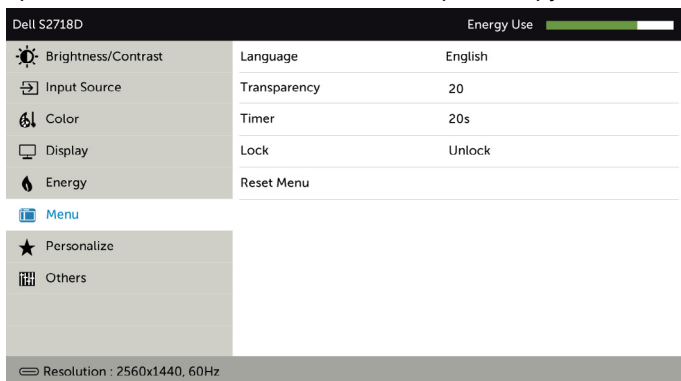 Dell S2718D Energy Use
Brightness/Contrast Language English
Input Source Transparency 20
Color Timer 20s
Display Lock Unlock
Energy Reset Menu
Menu
Personalize
Others
Resolution : 2560x1440, 60Hz